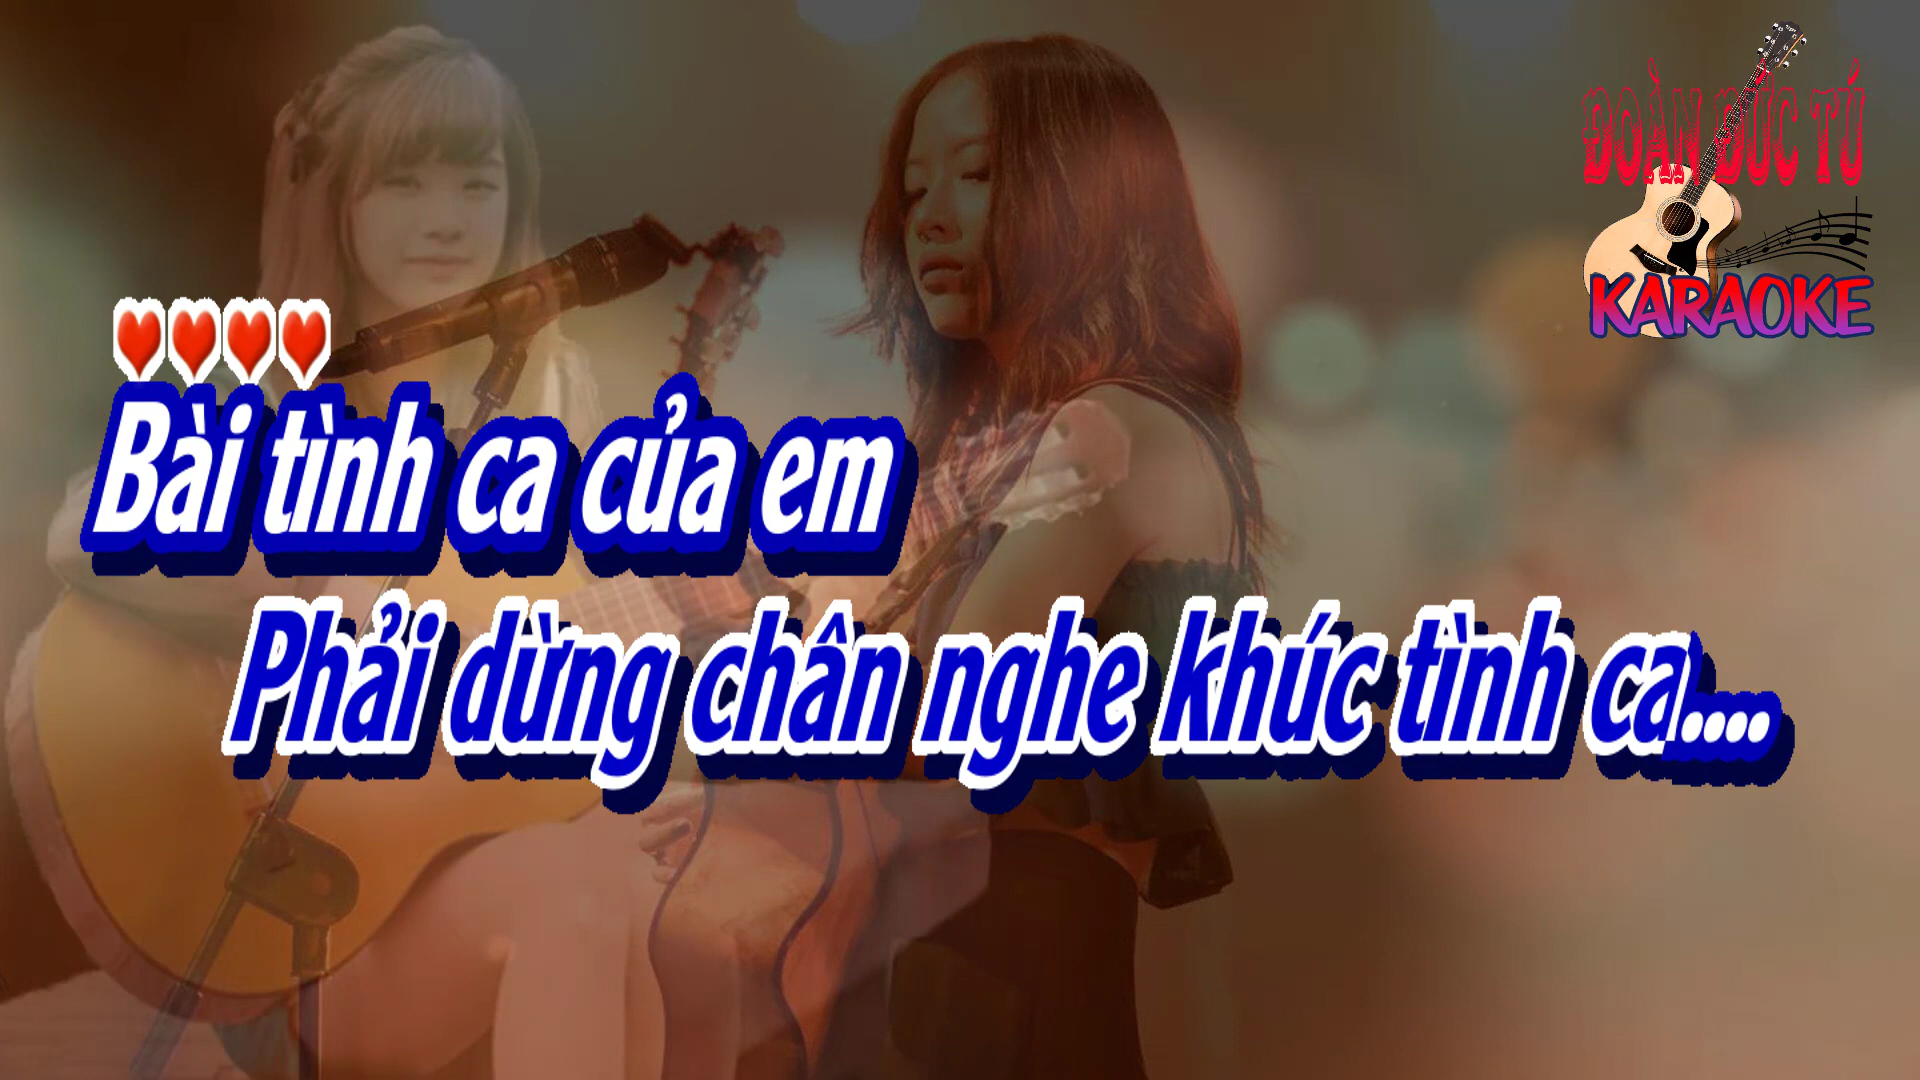 ĐOÀN ĐỨC TÚ
KARAOKE
Bài tình ca của em
Phải dừng chân nghe khúc tình ca....